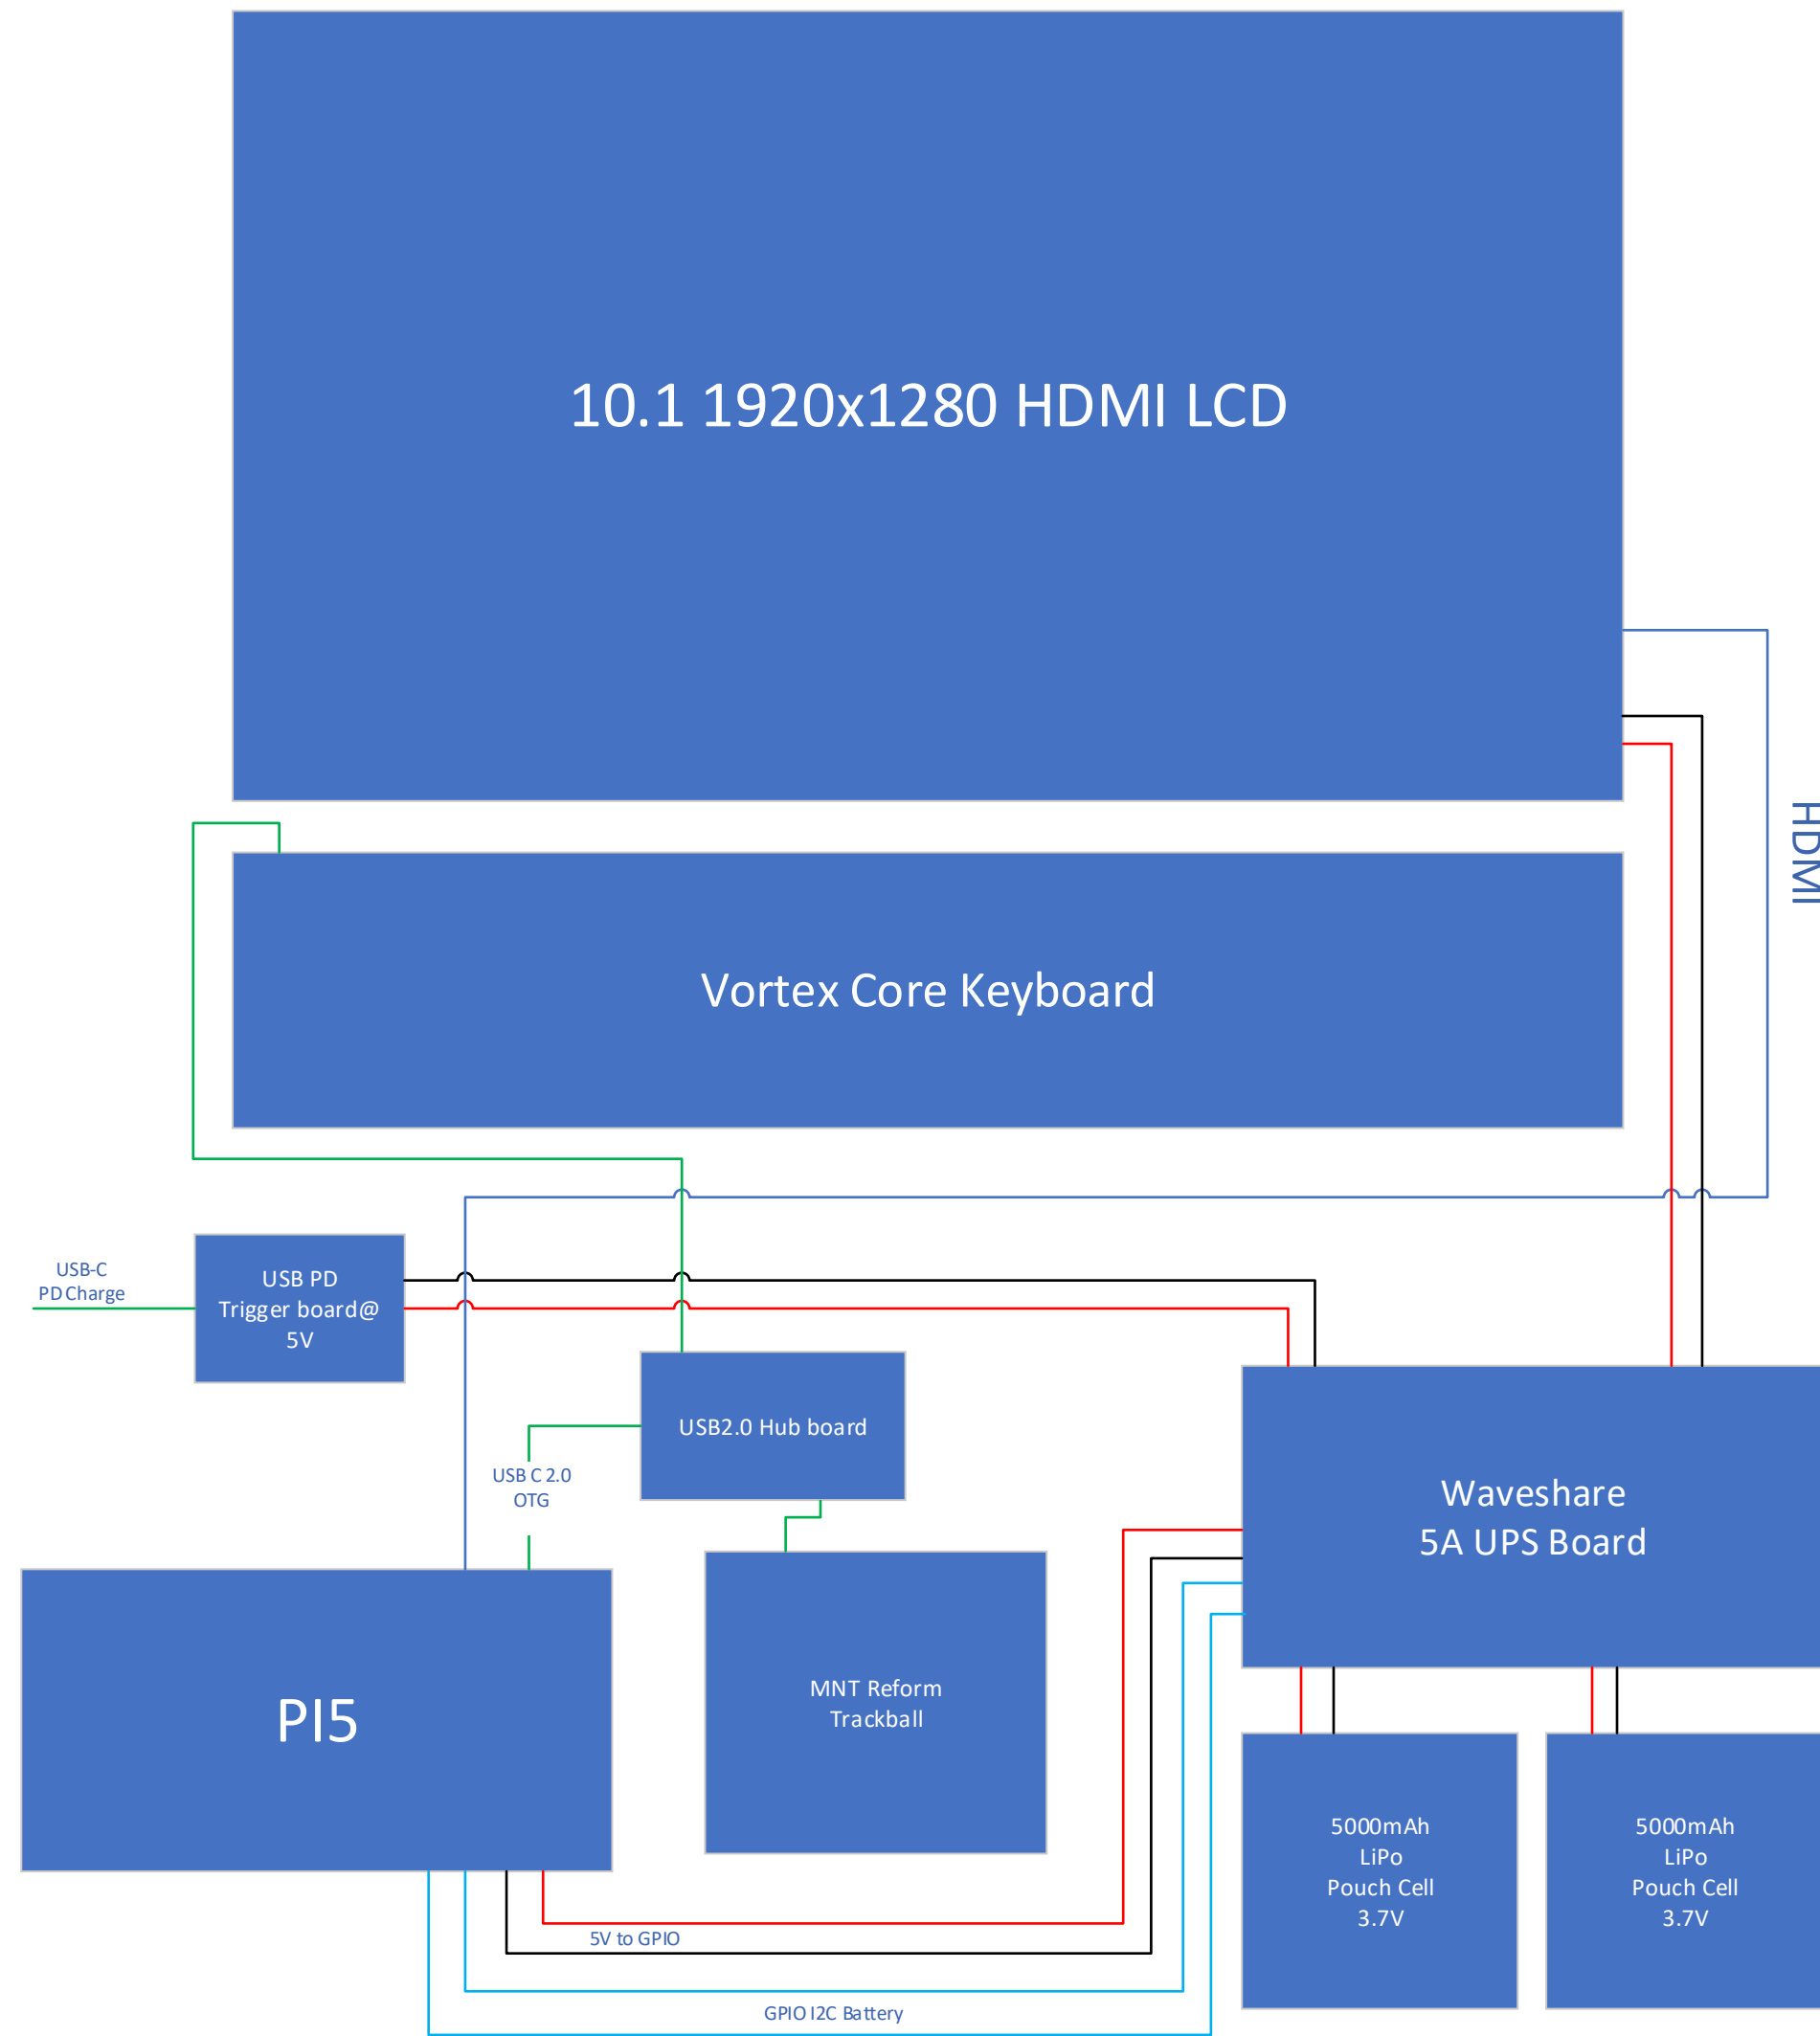 10.1 1920x1280 HDMI LCD
HDMI
Vortex Core Keyboard
USB-C
PD Charge
USB PD
Trigger board@
5V
USB2.0 Hub board
USB C 2.0
OTG
Waveshare
5A UPS Board
PI5
MNT Reform
Trackball
5000mAh
LiPo
Pouch Cell
3.7V
5000mAh
LiPo
Pouch Cell
3.7V
5V to GPIO
GPIO I2C Battery